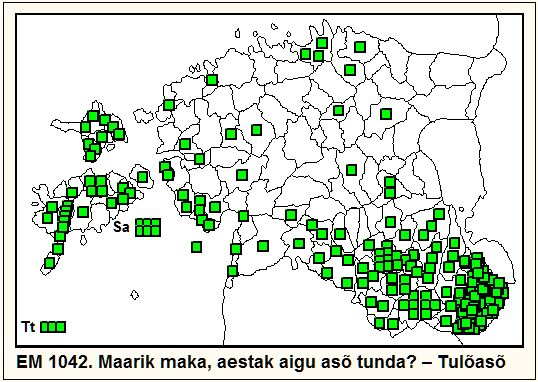 Sa
Tt
EM 1042. Maarik maka, aestak aigu asõ tunda? – Tulõasõ